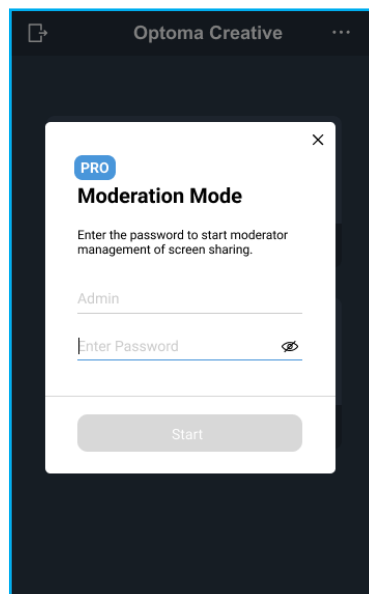 Optoma Creative
PRO
Moderation Mode
Enter the password to start moderator
management of screen sharing.
Admin
Enter Password
Start